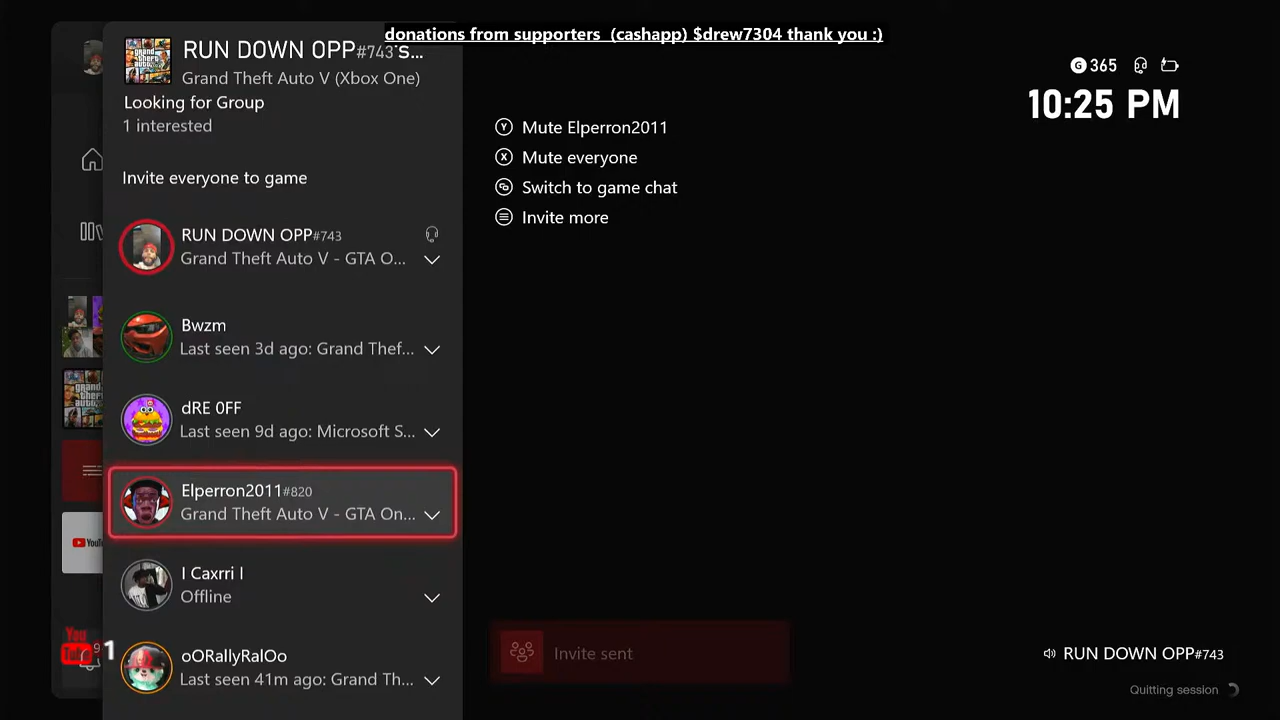 donations from supporters (cashapp) $drew7304 thank you :)
RUN DOWN OPP#743's...
Grand Theft Auto V (Xbox One)
Looking for Group
1 interested
Invite everyone to game
RUN DOWN OPP#743
Grand Theft Auto V - GTA O...
Bwzm
Last seen 3d ago: Grand Thef...
dRE 0FF
Last seen 9d ago: Microsoft S...
Elperron2011#820
Grand Theft Auto V - GTA On...
I Caxrri I
Offline
oORallyRalOo
Last seen 41m ago: Grand Th...
G 365
10:25 PM
Y Mute Elperron2011
X Mute everyone
Switch to game chat
Invite more
Invite sent
RUN DOWN OPP#743
Quitting session
You
1